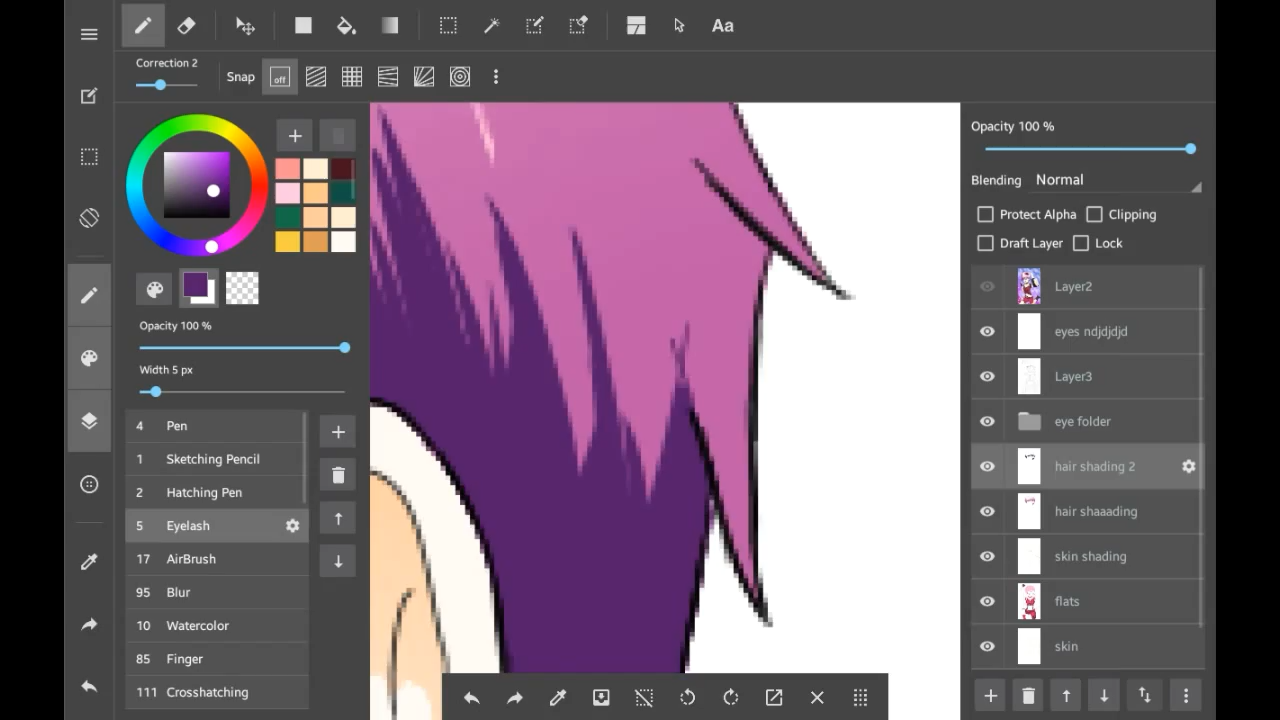 Aa
Correction 2
Snap
off
Opacity 100 %
Width 5 px
4 Pen
1 Sketching Pencil
2 Hatching Pen
5 Eyelash
17 AirBrush
95 Blur
10 Watercolor
85 Finger
111 Crosshatching
Opacity 100 %
Blending Normal
Protect Alpha Clipping
Draft Layer Lock
Layer2
eyes ndjdjdjd
Layer3
eye folder
hair shading 2
hair shaaading
skin shading
flats
skin